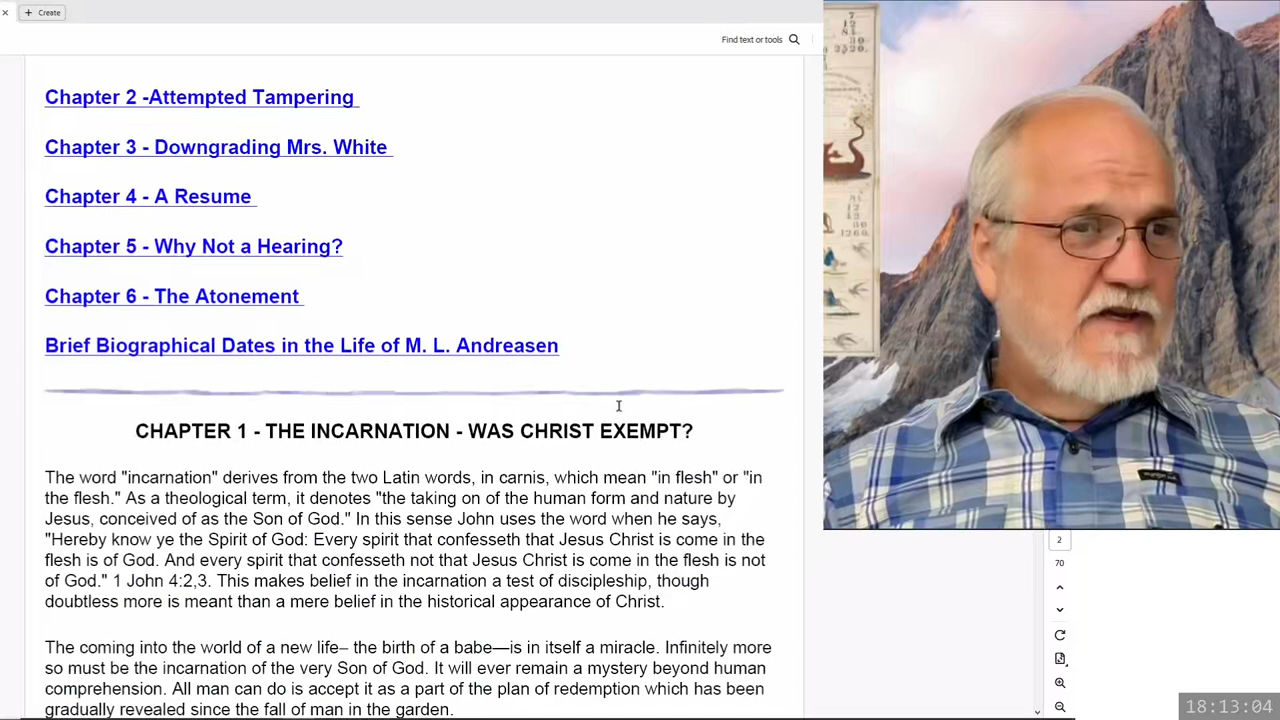 Create
Find text or tools
Chapter 2 -Attempted Tampering
Chapter 3 - Downgrading Mrs. White
Chapter 4 - A Resume
Chapter 5 - Why Not a Hearing?
Chapter 6 - The Atonement
Brief Biographical Dates in the Life of M. L. Andreasen
CHAPTER 1 - THE INCARNATION - WAS CHRIST EXEMPT?
The word "incarnation" derives from the two Latin words, in carnis, which mean "in flesh" or "in
the flesh." As a theological term, it denotes "the taking on of the human form and nature by
Jesus, conceived of as the Son of God." In this sense John uses the word when he says,
"Hereby know ye the Spirit of God: Every spirit that confesseth that Jesus Christ is come in the
flesh is of God. And every spirit that confesseth not that Jesus Christ is come in the flesh is not
of God." 1 John 4:2,3. This makes belief in the incarnation a test of discipleship, though
doubtless more is meant than a mere belief in the historical appearance of Christ.
The coming into the world of a new life– the birth of a babe—is in itself a miracle. Infinitely more
so must be the incarnation of the very Son of God. It will ever remain a mystery beyond human
comprehension. All man can do is accept it as a part of the plan of redemption which has been
gradually revealed since the fall of man in the garden.
7
12
2520.
12
1260.
2
70
18:13:04